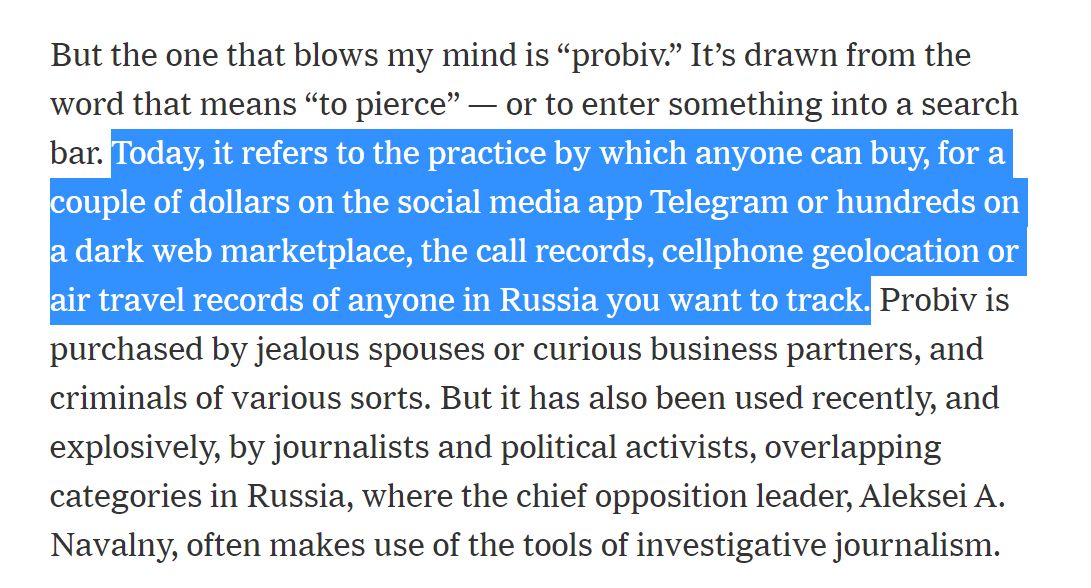 But the one that blows my mind is “probiv.” It’s drawn from the
word that means “to pierce” — or to enter something into a search
bar. Today, it refers to the practice by which anyone can buy, for a
couple of dollars on the social media app Telegram or hundreds on
a dark web marketplace, the call records, cellphone geolocation or
air travel records of anyone in Russia you want to track. Probiv is
purchased by jealous spouses or curious business partners, and
criminals of various sorts. But it has also been used recently, and
explosively, by journalists and political activists, overlapping
categories in Russia, where the chief opposition leader, Aleksei A.
Navalny, often makes use of the tools of investigative journalism.